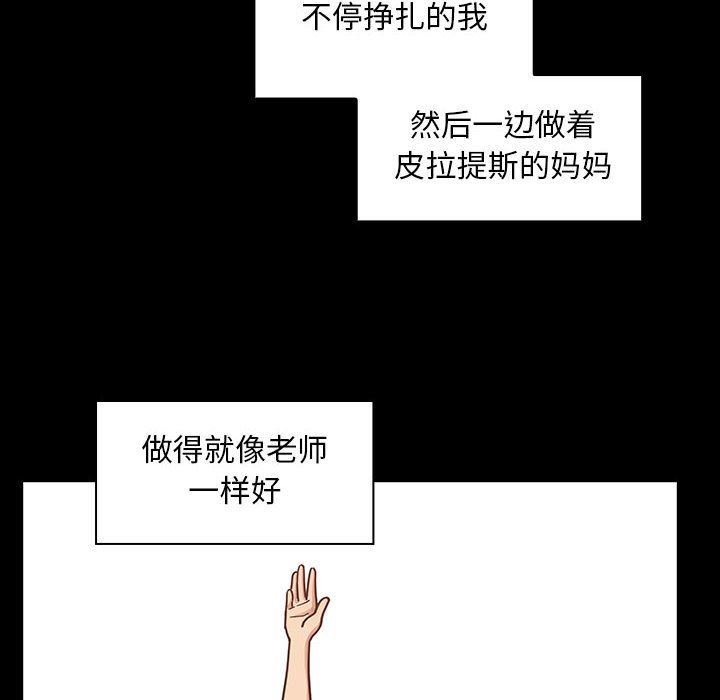 不停挣扎的我
然后一边做着
皮拉提斯的妈妈
做得就像老师
一样好